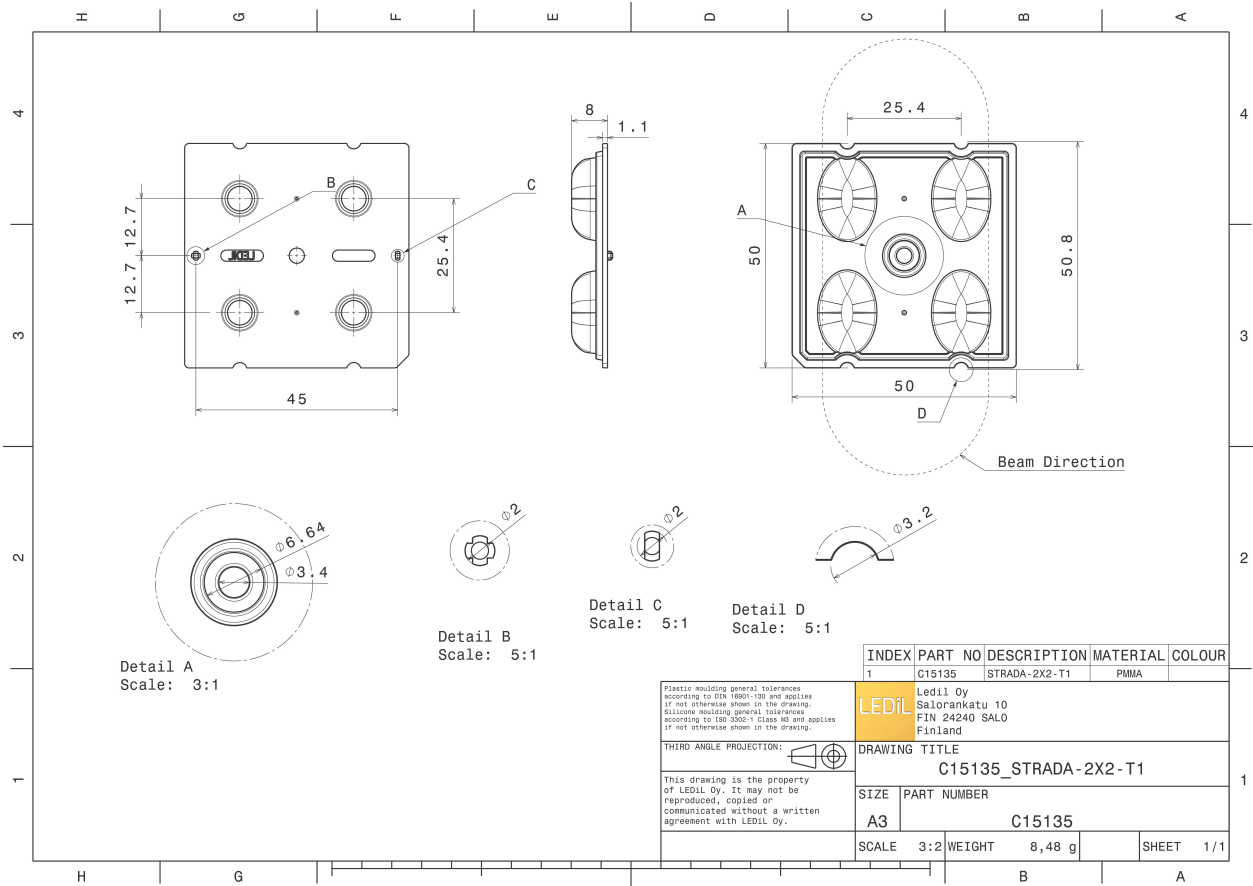 H G F E D C B A
4 4
3 3
2 2
1 1
H G B A
12.7
12.7
25.4
45
B
C
LEDiL
8
1.1
25.4
50
50.8
50
A
D
Beam Direction
⌀6.64
⌀3.4
Detail A
Scale: 3:1
⌀2
Detail B
Scale: 5:1
⌀2
Detail C
Scale: 5:1
⌀3.2
Detail D
Scale: 5:1
INDEX PART NO DESCRIPTION MATERIAL COLOUR
1 C15135 STRADA-2X2-T1 PMMA
Plastic moulding general tolerances
according to DIN 16901-130 and applies
if not otherwise shown in the drawing.
Silicone moulding general tolerances
according to ISO 3302-1 Class M3 and applies
if not otherwise shown in the drawing.
THIRD ANGLE PROJECTION:
This drawing is the property
of LEDiL Oy. It may not be
reproduced, copied or
communicated without a written
agreement with LEDiL Oy.
LEDiL
Ledil Oy
Salorankatu 10
FIN 24240 SALO
Finland
DRAWING TITLE
C15135_STRADA-2X2-T1
SIZE PART NUMBER
A3 C15135
SCALE 3:2 WEIGHT 8,48 g SHEET 1/1